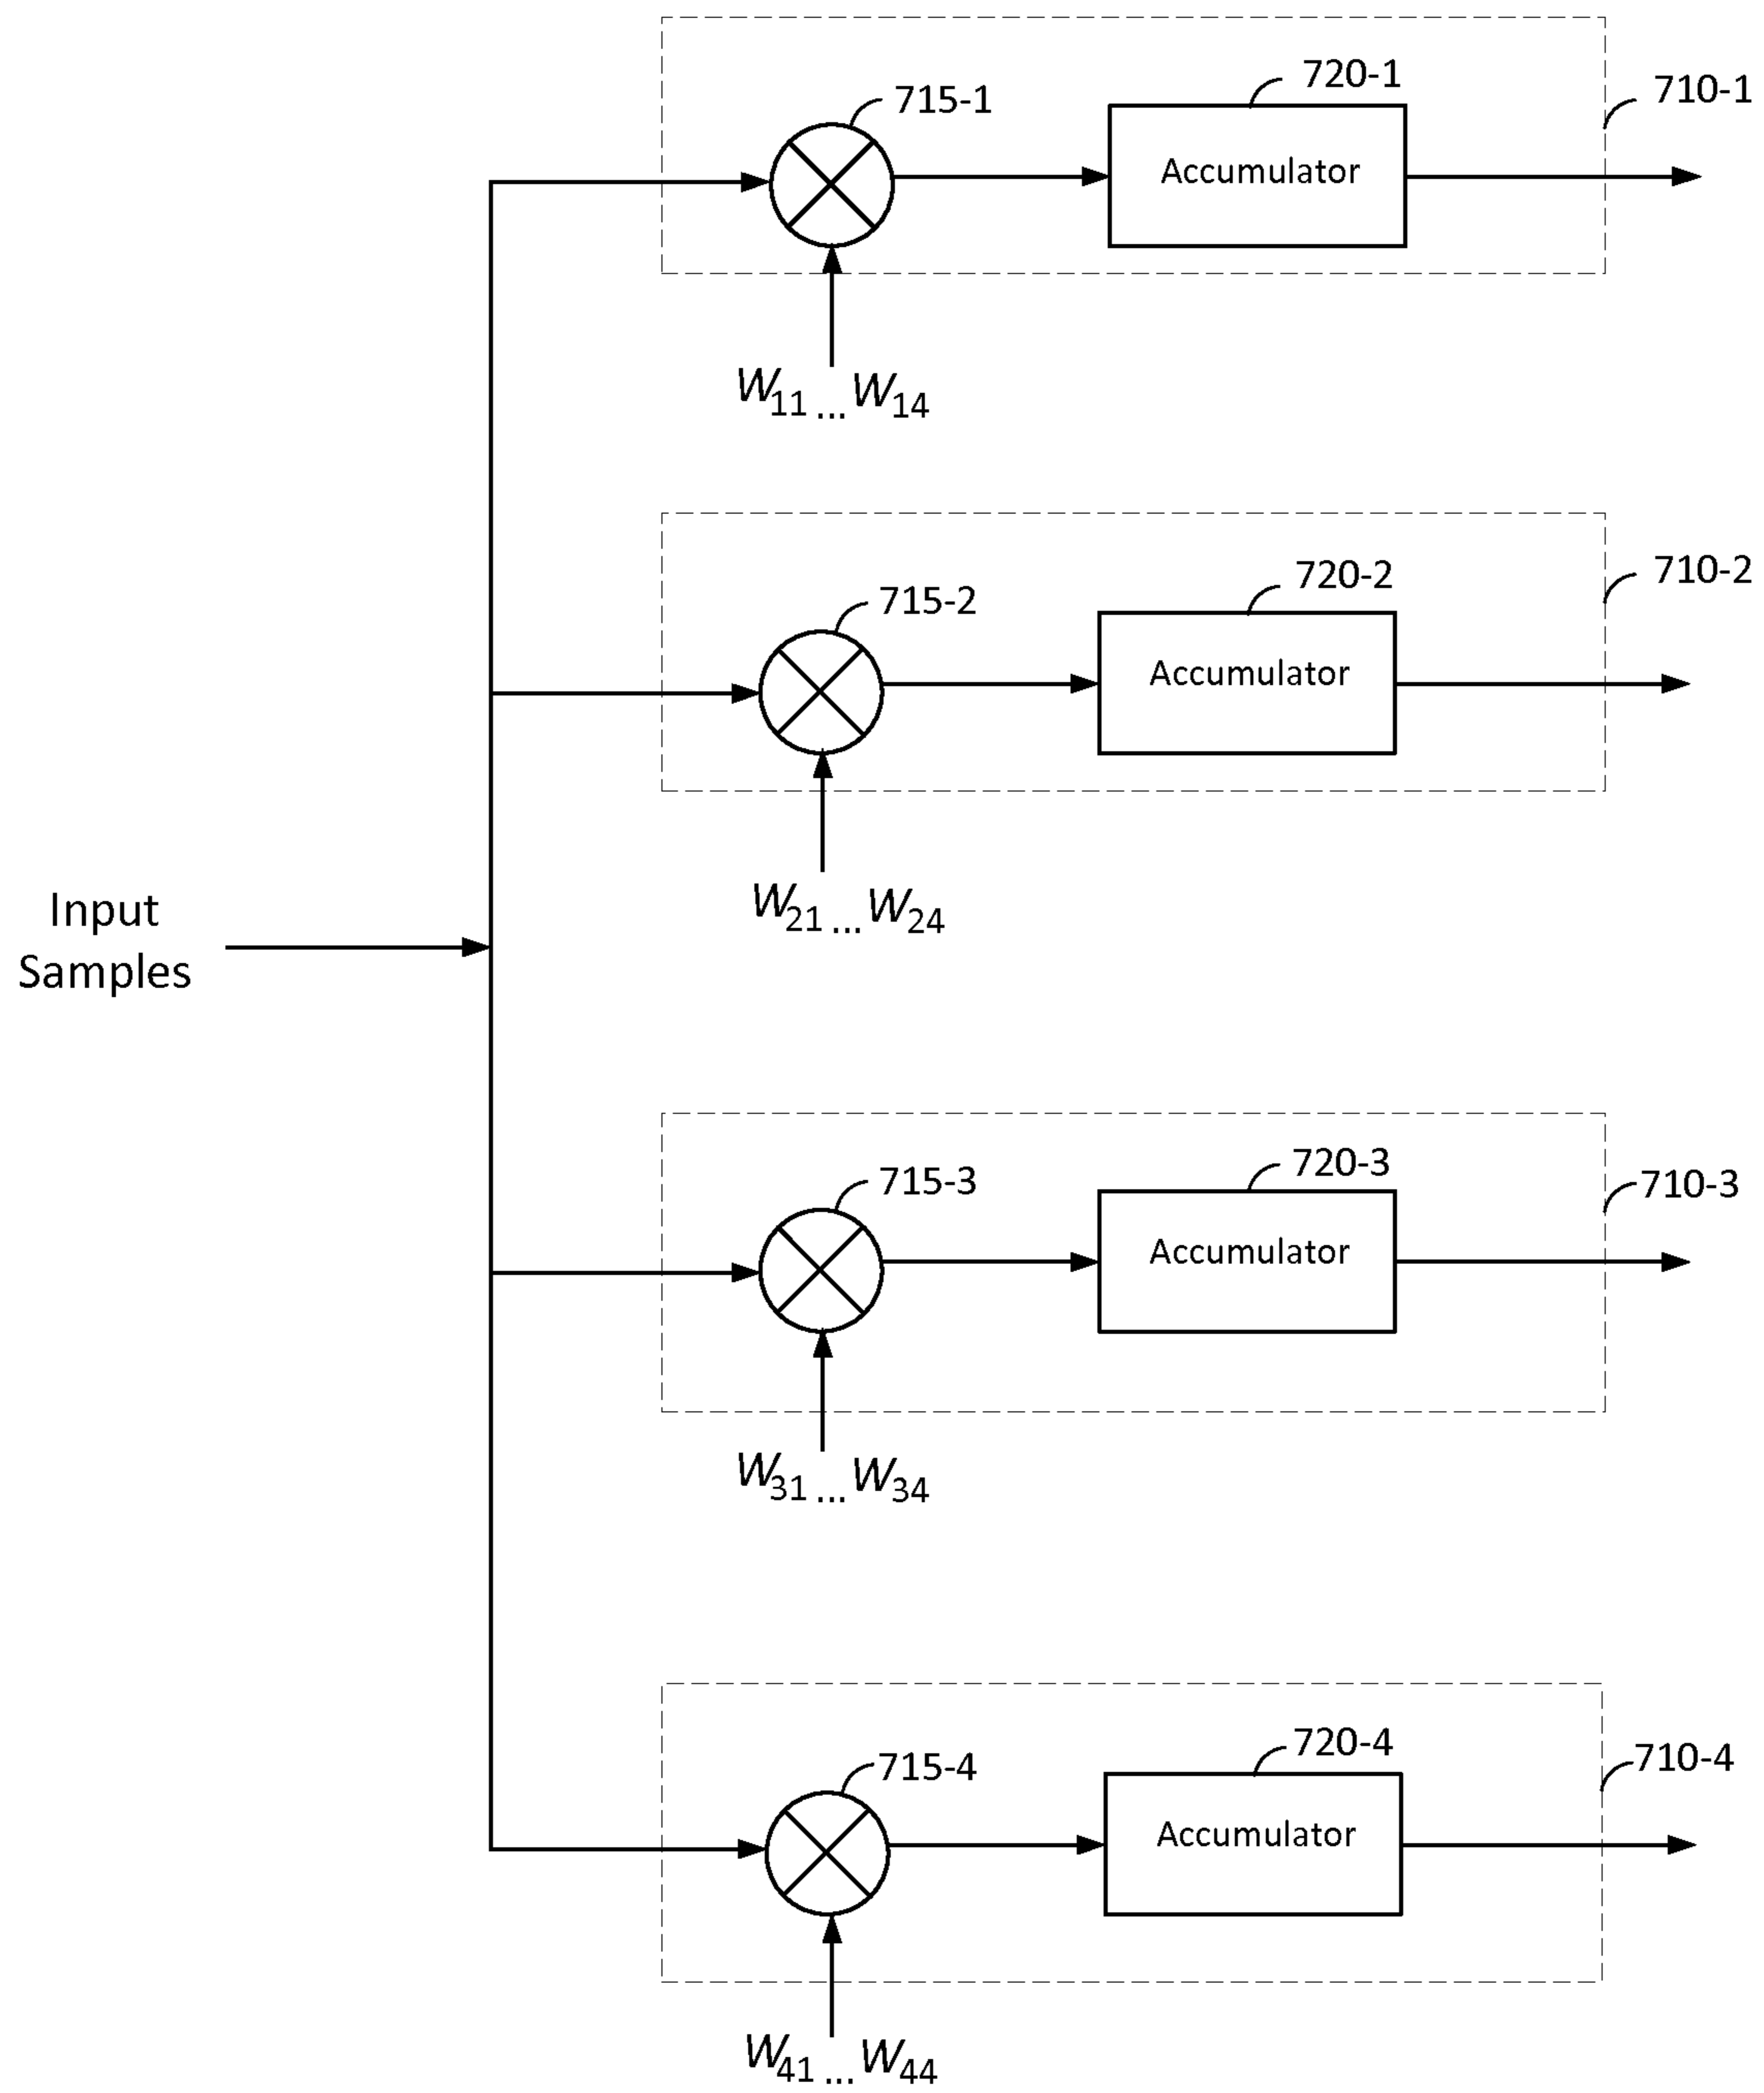 720-1
715-1
710-1
Accumulator
W11 ... W14
720-2
710-2
715-2
Accumulator
W21 ... W24
Input
Samples
720-3
715-3
710-3
Accumulator
W31 ... W34
720-4
715-4
710-4
Accumulator
W41 ... W44